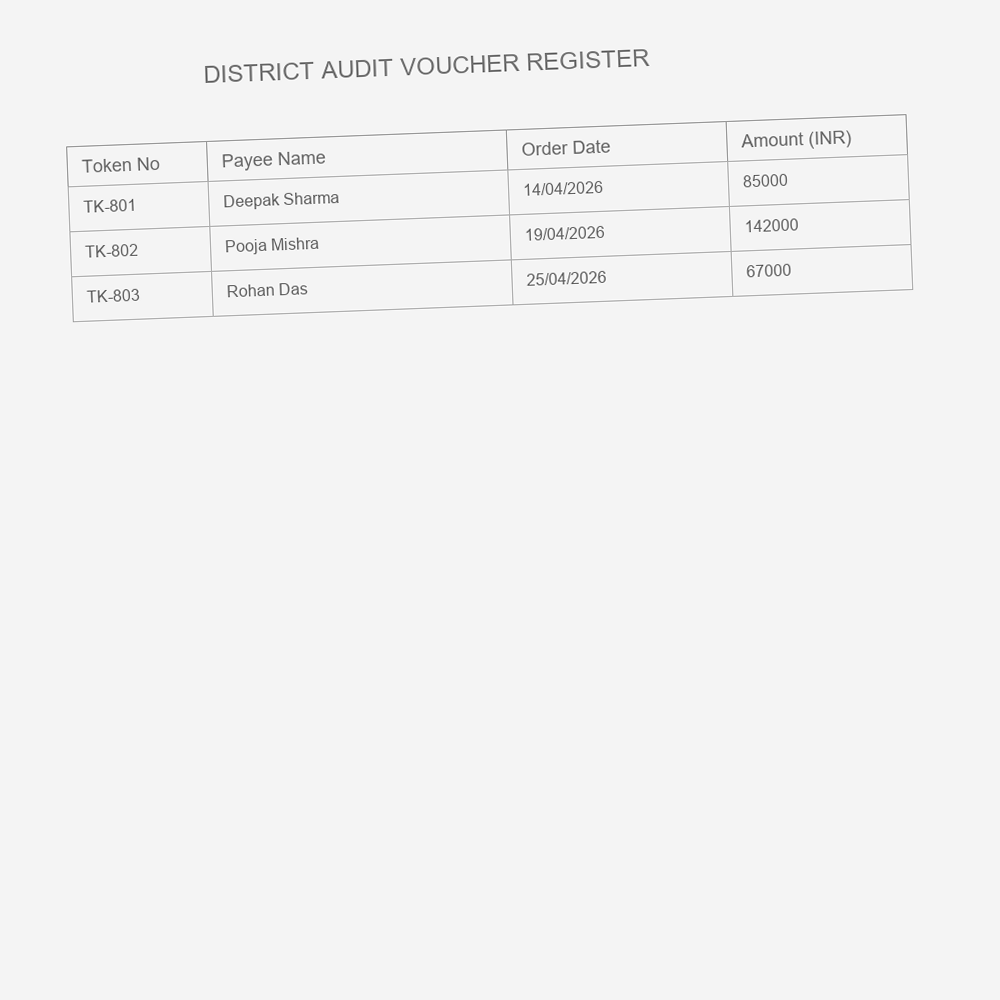 DISTRICT AUDIT VOUCHER REGISTER
Token No Payee Name Order Date Amount (INR)
TK-801 Deepak Sharma 14/04/2026 85000
TK-802 Pooja Mishra 19/04/2026 142000
TK-803 Rohan Das 25/04/2026 67000